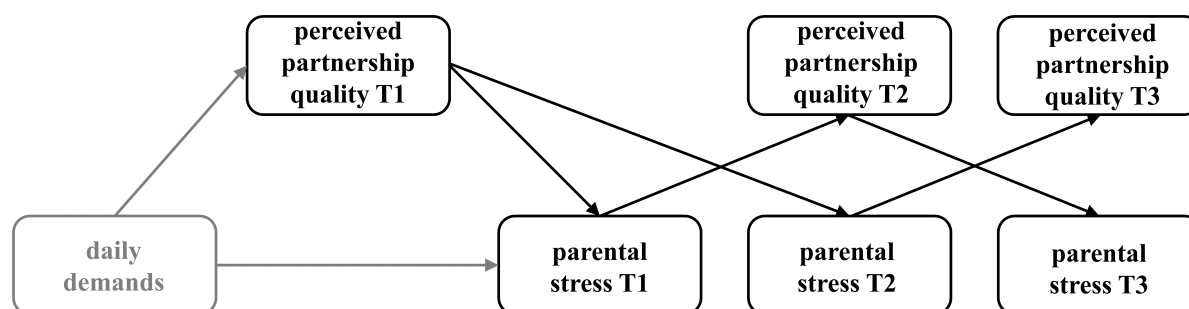 perceived
partnership
quality T1
perceived
partnership
quality T2
perceived
partnership
quality T3
daily
demands
parental
stress T1
parental
stress T2
parental
stress T3